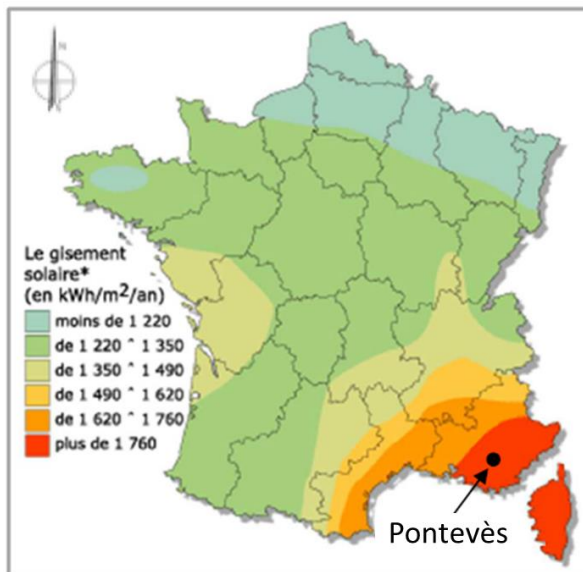 N
Le gisement
solaire*
(en kWh/m2/an)
moins de 1 220
de 1 220 ^ 1 350
de 1 350 ^ 1 490
de 1 490 ^ 1 620
de 1 620 ^ 1 760
plus de 1 760
Pontevès